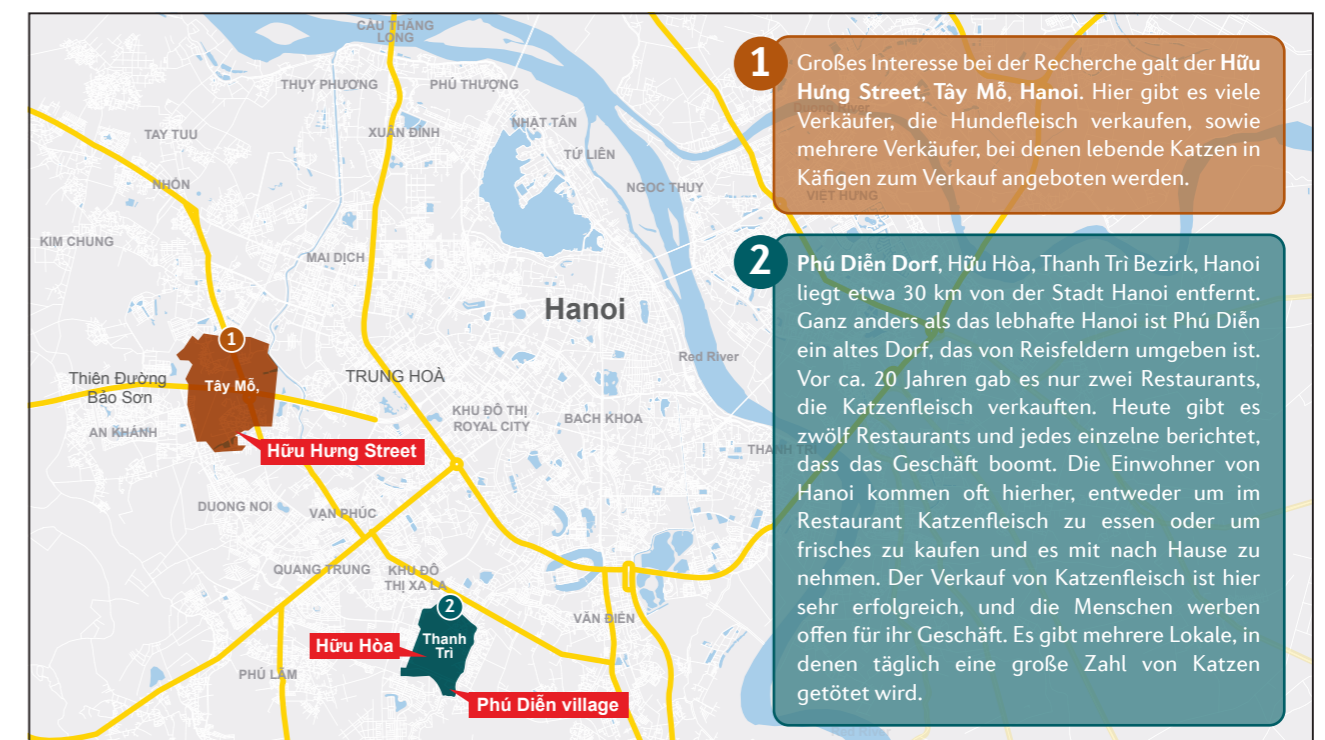 CẦU THĂNG
LONG
THỤY PHƯƠNG
PHÚ THƯỢNG
TAY TUU
XUÂN ĐỈNH
NHẬT TÂN
TỨ LIÊN
NHỔN
NGOC THUY
KIM CHUNG
MAI DỊCH
Hanoi
Red River
1
Tây Mỗ,
Thiên Đường
Bảo Sơn
TRUNG HOÀ
AN KHÁNH
KHU ĐÔ THỊ
ROYAL CITY
BACH KHOA
Hữu Hưng Street
DUONG NOI
VẠN PHÚC
QUANG TRUNG
KHU ĐÔ
THỊ XA LA
2
Thanh
Trì
VĂN ĐIỂN
Hữu Hòa
PHÚ LÃM
Phú Diễn village
1
Großes Interesse bei der Recherche galt der Hữu
Hưng Street, Tây Mỗ, Hanoi. Hier gibt es viele
Verkäufer, die Hundefleisch verkaufen, sowie
mehrere Verkäufer, bei denen lebende Katzen in
Käfigen zum Verkauf angeboten werden.
VIỆT HƯNG
2
Phú Diễn Dorf, Hữu Hòa, Thanh Trì Bezirk, Hanoi
liegt etwa 30 km von der Stadt Hanoi entfernt.
Ganz anders als das lebhafte Hanoi ist Phú Diễn
ein altes Dorf, das von Reisfeldern umgeben ist.
Vor ca. 20 Jahren gab es nur zwei Restaurants,
die Katzenfleisch verkauften. Heute gibt es
zwölf Restaurants und jedes einzelne berichtet,
dass das Geschäft boomt. Die Einwohner von
Hanoi kommen oft hierher, entweder um im
Restaurant Katzenfleisch zu essen oder um
frisches zu kaufen und es mit nach Hause zu
nehmen. Der Verkauf von Katzenfleisch ist hier
sehr erfolgreich, und die Menschen werben
offen für ihr Geschäft. Es gibt mehrere Lokale, in
denen täglich eine große Zahl von Katzen
getötet wird.
THANH TRÌ
Red River